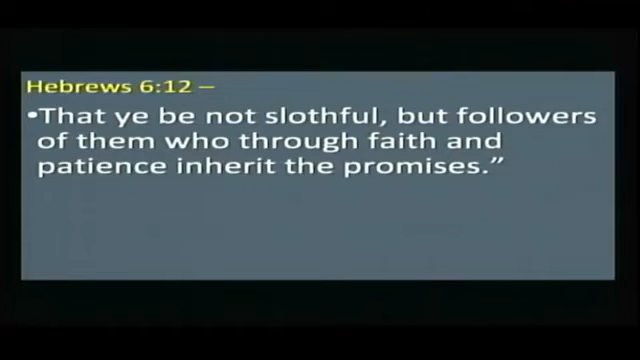 Hebrews 6:12 –
•That ye be not slothful, but followers
of them who through faith and
patience inherit the promises.”